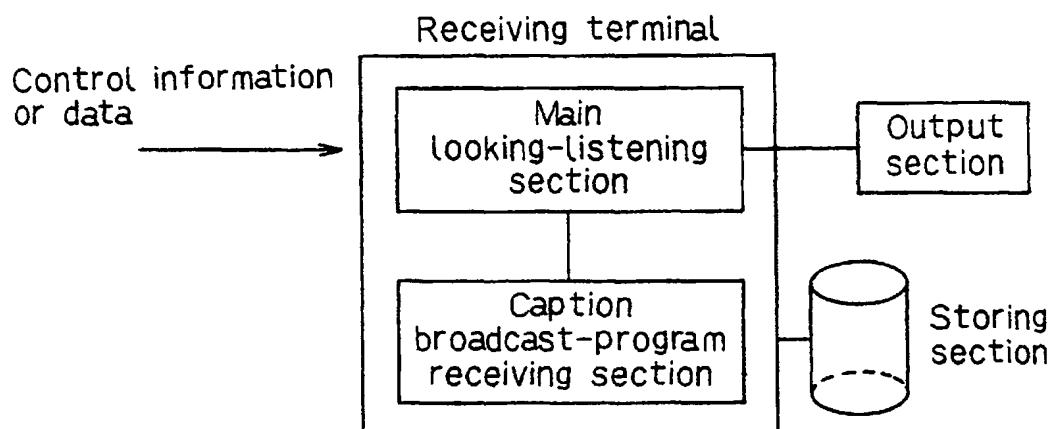 Receiving terminal
Control information
or data
Main
looking-listening
section
Output
section
Caption
broadcast-program
receiving section
Storing
section